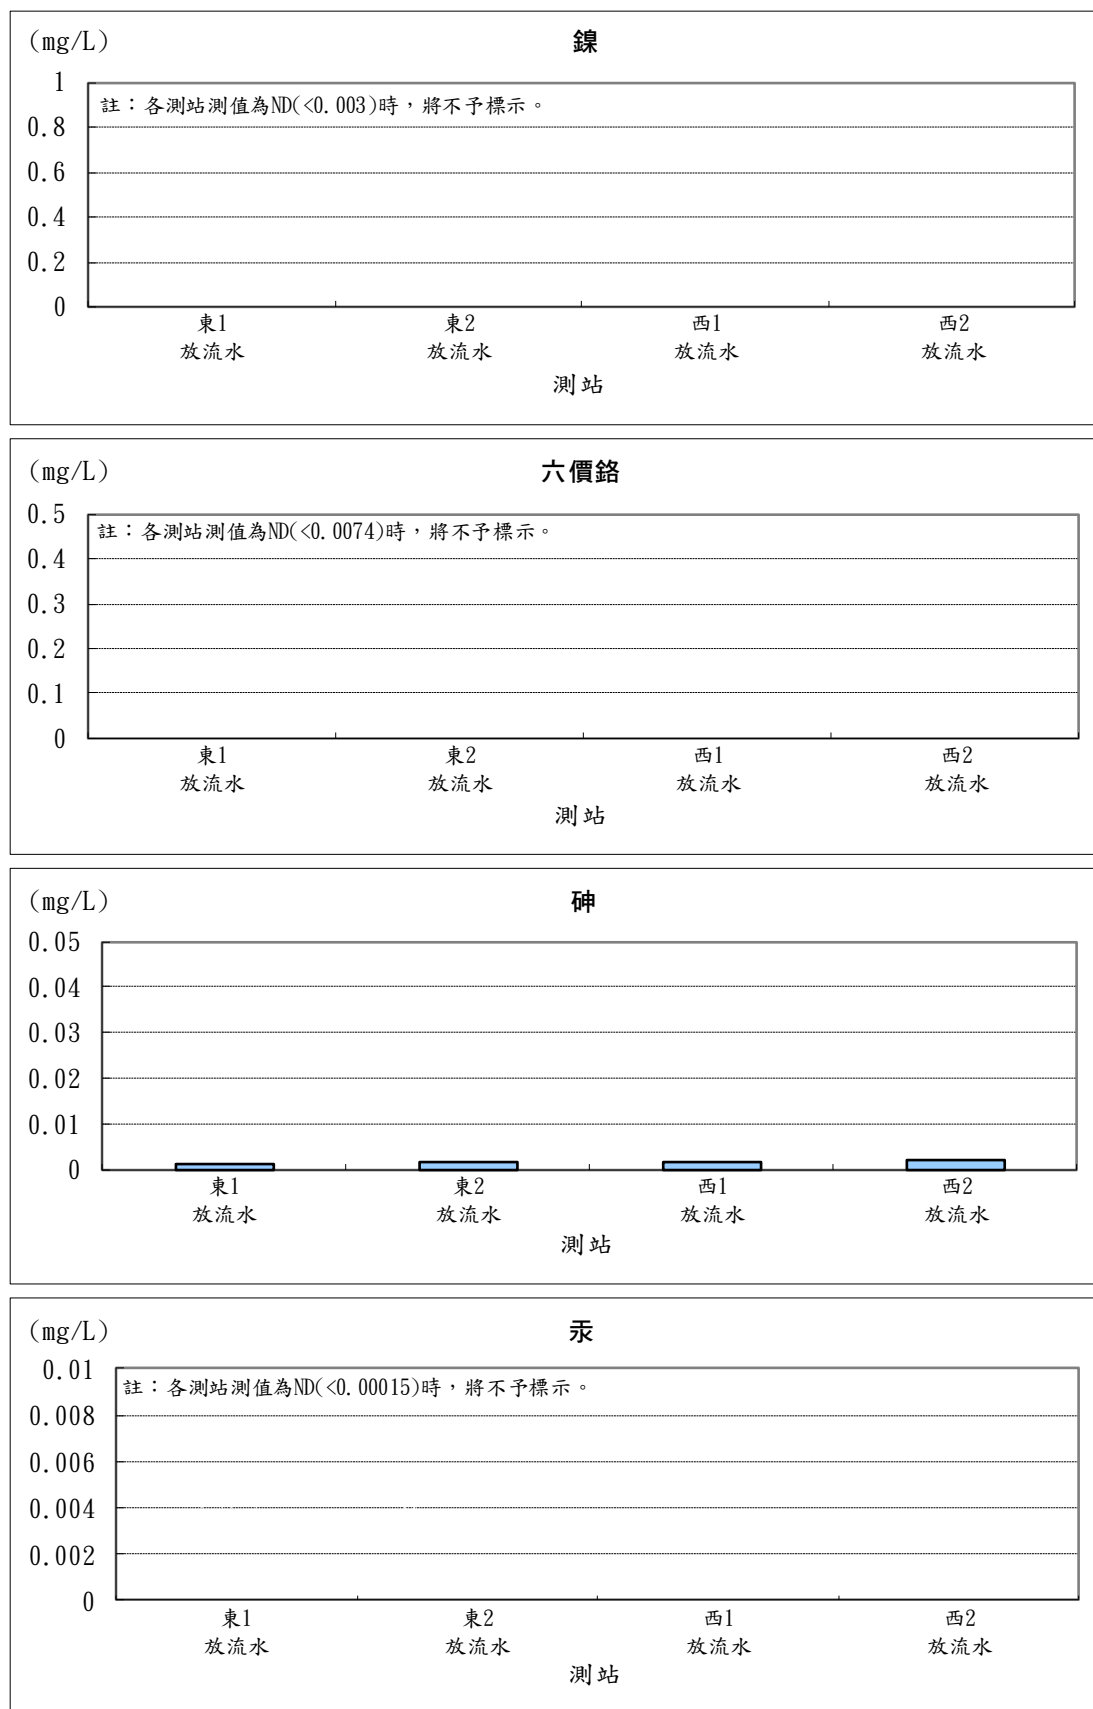 (mg/L)
鎳
1
註：各測站測值為ND(<0.003)時，將不予標示。
0.8
0.6
0.4
0.2
0
東1 東2 西1 西2
放流水 放流水 放流水 放流水
測站
(mg/L)
六價鉻
0.5
註：各測站測值為ND(<0.0074)時，將不予標示。
0.4
0.3
0.2
0.1
0
東1 東2 西1 西2
放流水 放流水 放流水 放流水
測站
(mg/L)
砷
0.05
0.04
0.03
0.02
0.01
0
東1 東2 西1 西2
放流水 放流水 放流水 放流水
測站
(mg/L)
汞
0.01
註：各測站測值為ND(<0.00015)時，將不予標示。
0.008
0.006
0.004
0.002
0
東1 東2 西1 西2
放流水 放流水 放流水 放流水
測站